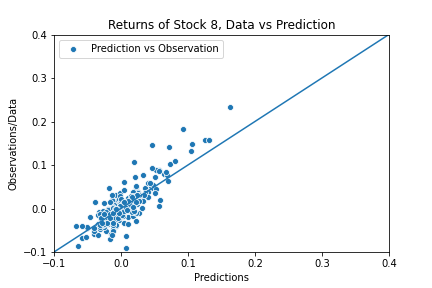 Returns of Stock 8, Data vs Prediction
0.4
Prediction vs Observation
0.3
0.2
0.1
0.0
−0.1
Observations/Data
−0.1 0.0 0.1 0.2 0.3 0.4
Predictions